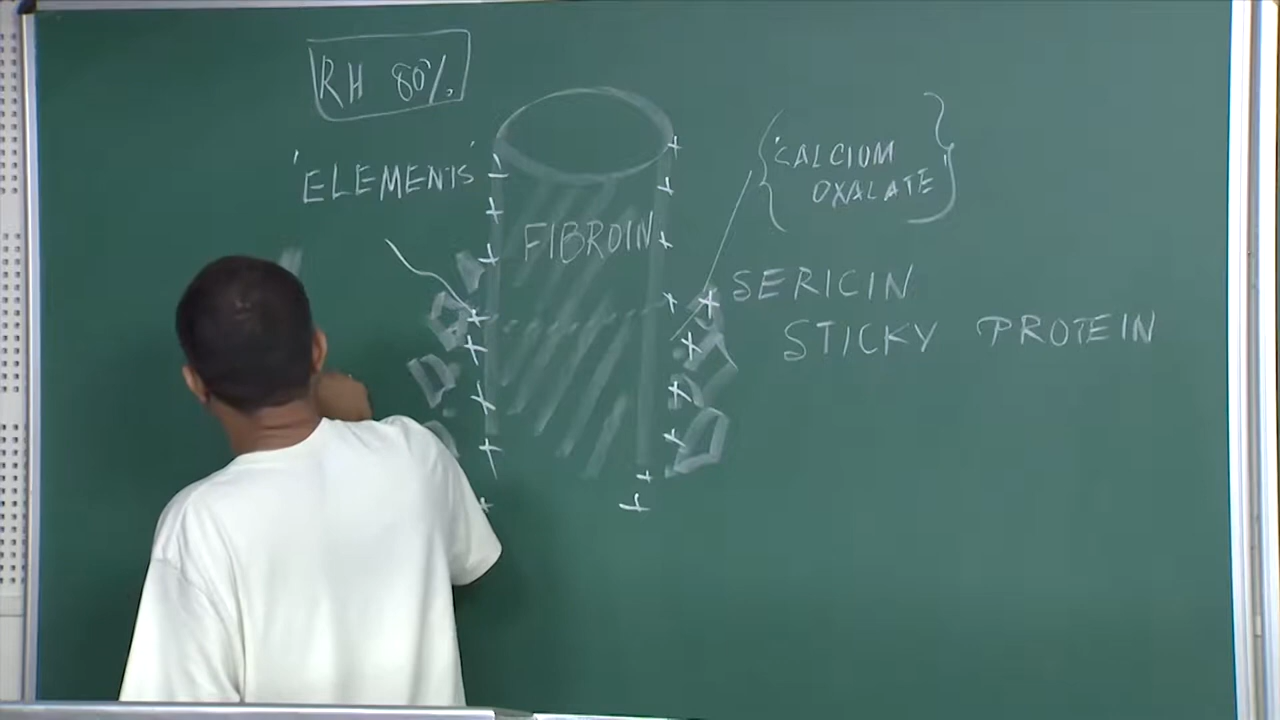 RH 80%.
'ELEMENTS'
FIBROIN
'CALCIUM
OXALATE'
SERICIN
STICKY PROTEIN